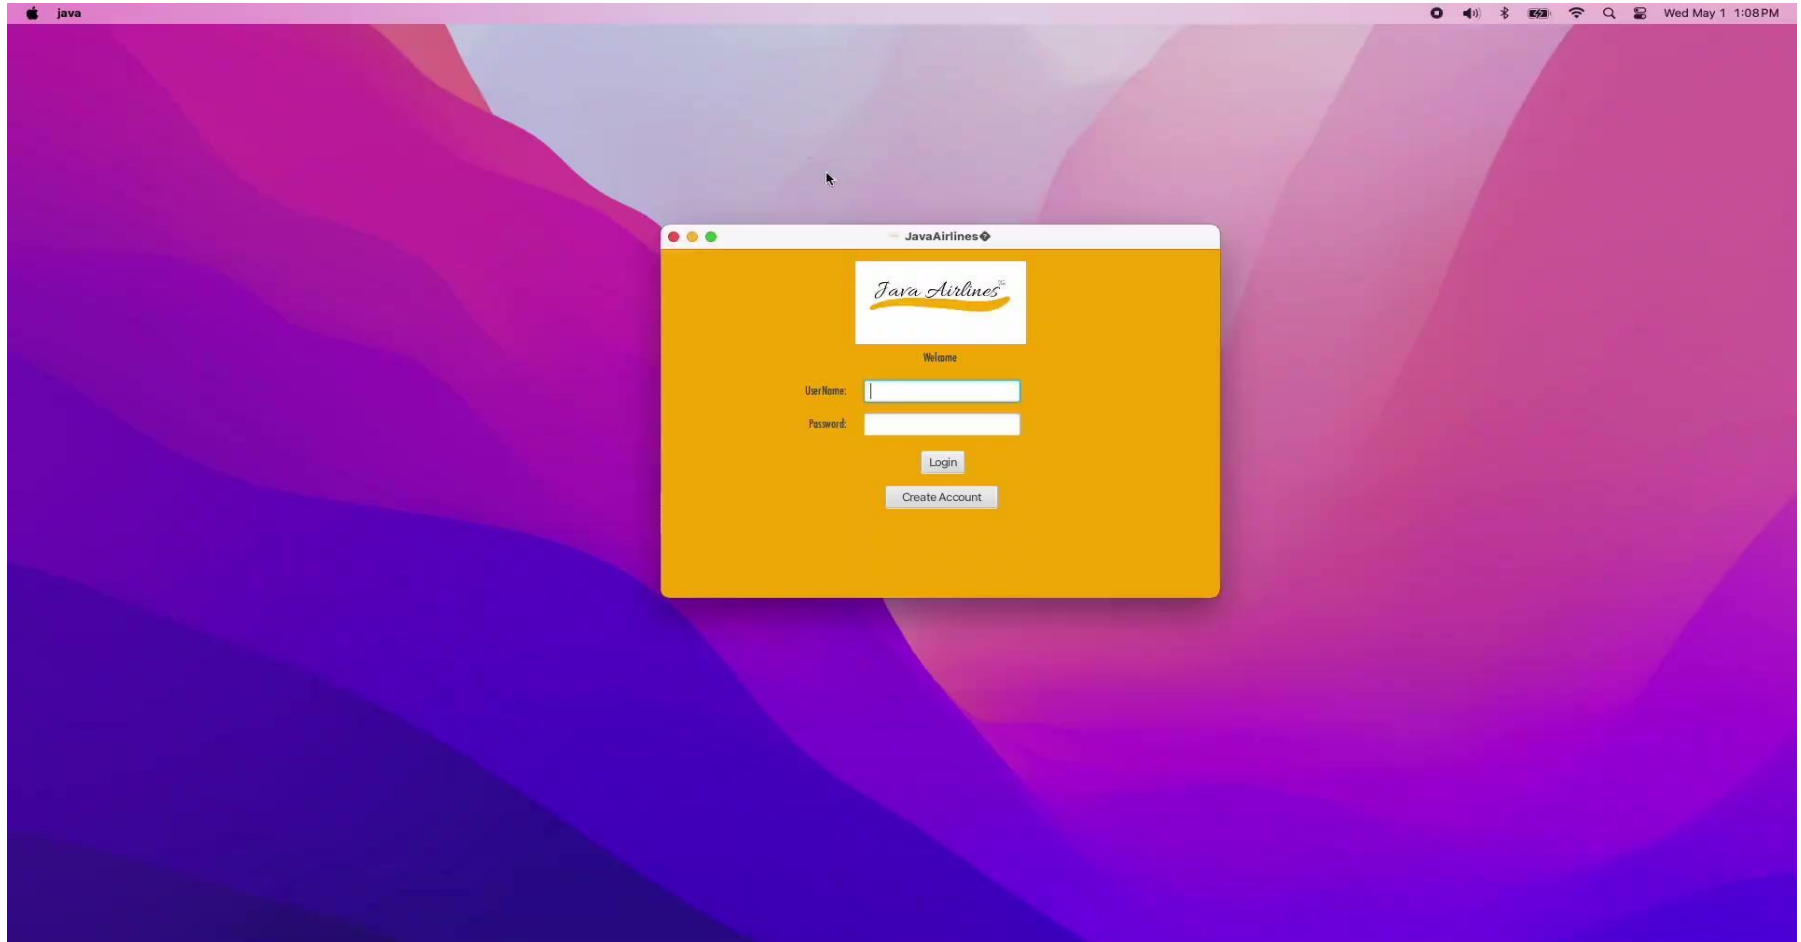 java
Wed May 1 1:08 PM
JavaAirlines�
Java Airlines
Welcome
UserName:
Password:
Login
Create Account